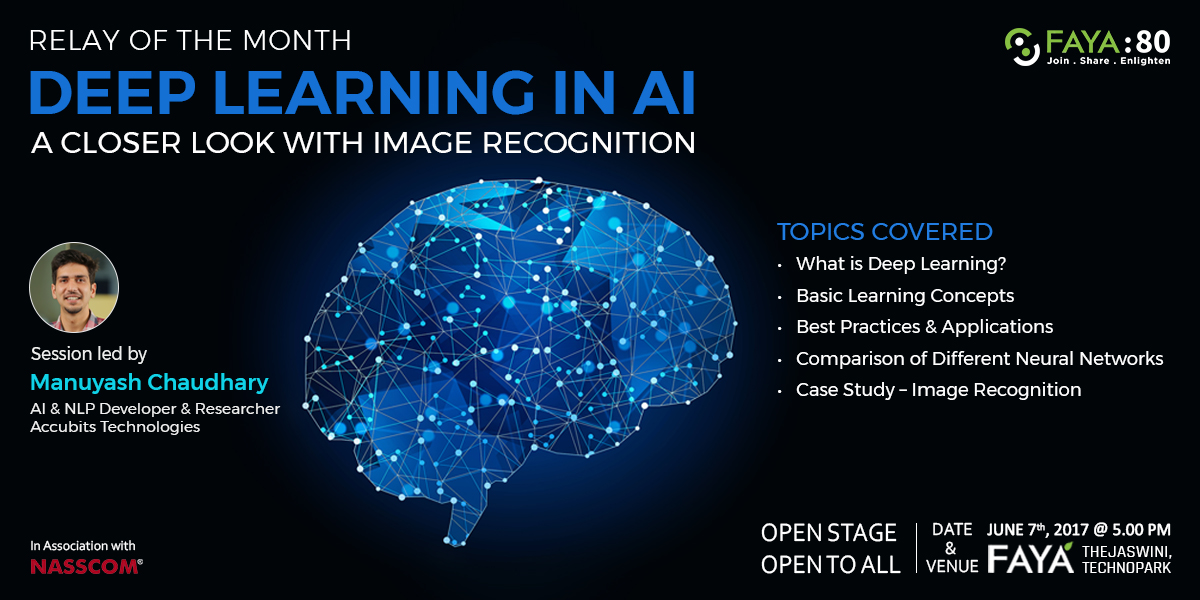 RELAY OF THE MONTH
DEEP LEARNING IN AI
A CLOSER LOOK WITH IMAGE RECOGNITION
FAYA:80
Join . Share . Enlighten
Session led by
Manuyash Chaudhary
AI & NLP Developer & Researcher
Accubits Technologies
TOPICS COVERED
• What is Deep Learning?
• Basic Learning Concepts
• Best Practices & Applications
• Comparison of Different Neural Networks
• Case Study – Image Recognition
In Association with
NASSCOM®
OPEN STAGE
OPEN TO ALL
DATE
&
VENUE
JUNE 7th, 2017 @ 5.00 PM
FAYA
THEJASWINI,
TECHNOPARK